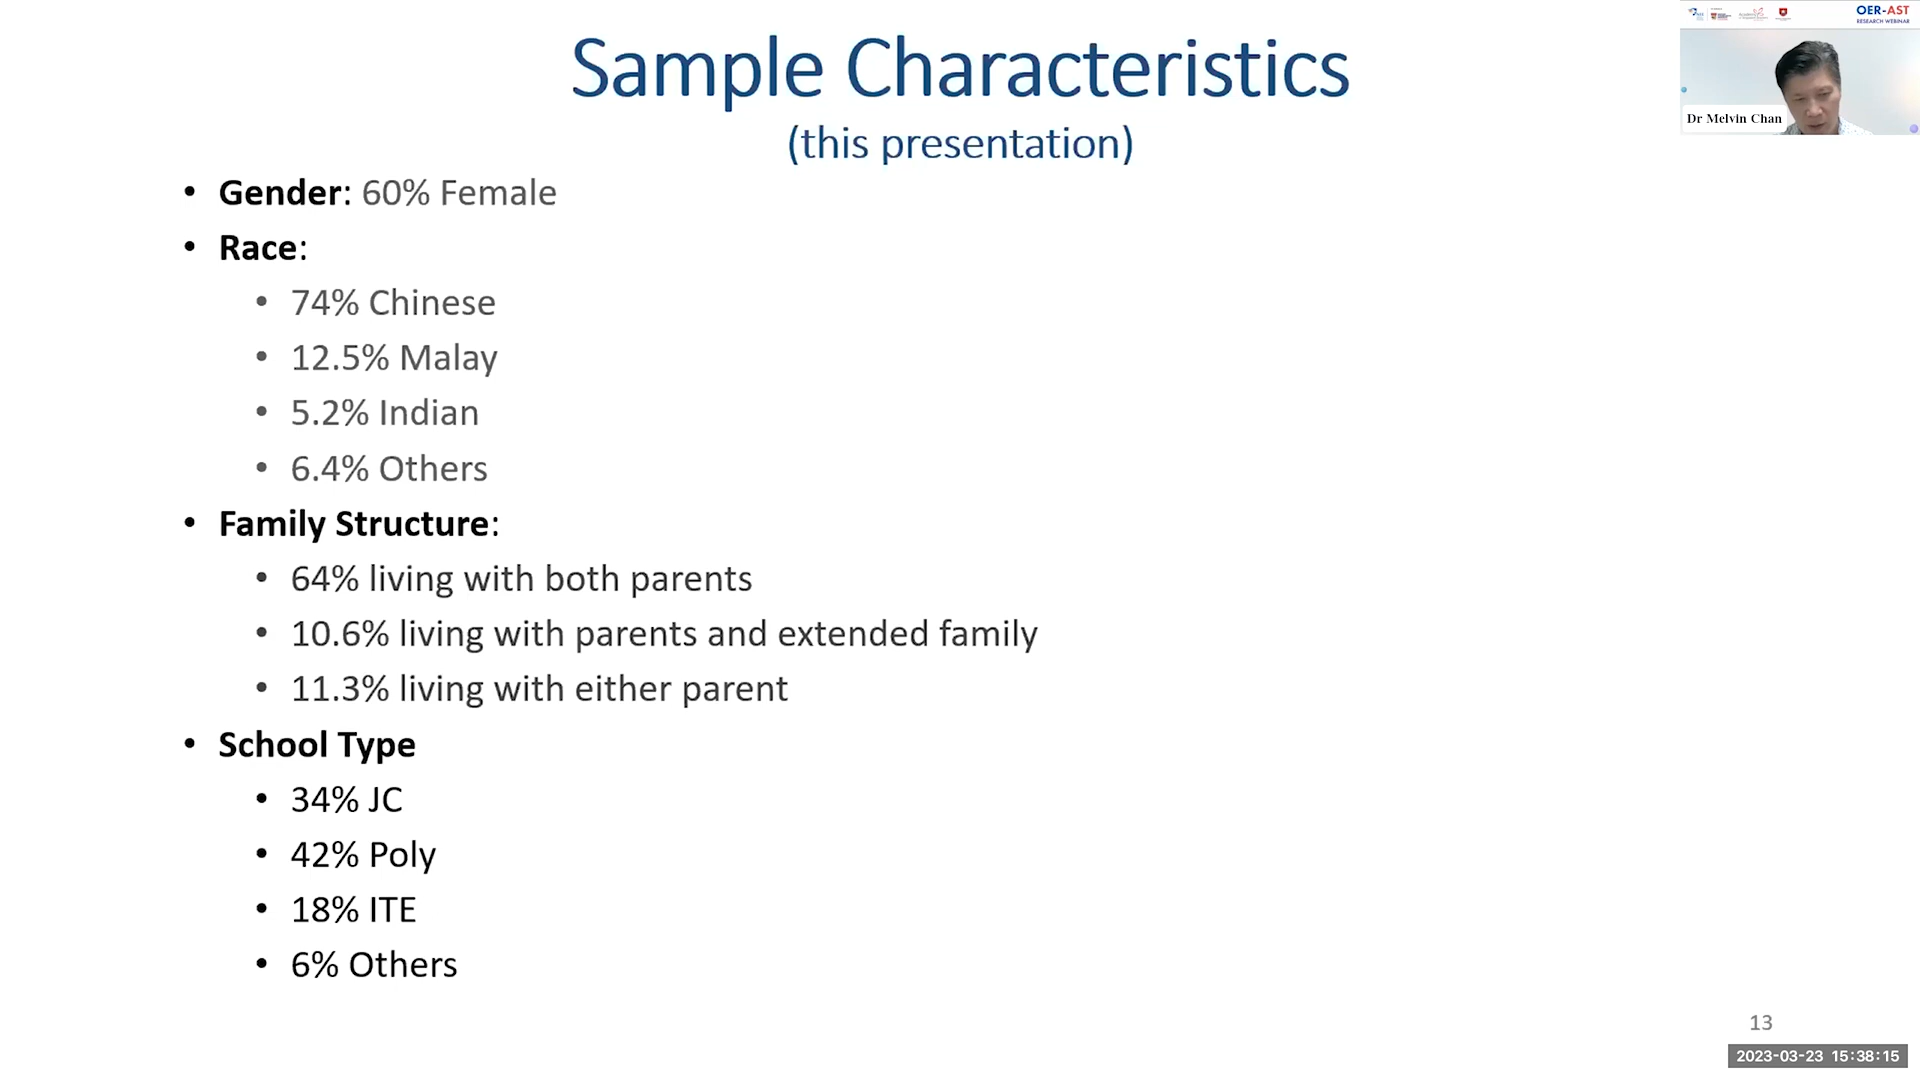 Sample Characteristics
(this presentation)
• Gender: 60% Female
• Race:
• 74% Chinese
• 12.5% Malay
• 5.2% Indian
• 6.4% Others
• Family Structure:
• 64% living with both parents
• 10.6% living with parents and extended family
• 11.3% living with either parent
• School Type
• 34% JC
• 42% Poly
• 18% ITE
• 6% Others
OER-AST
RESEARCH WEBINAR
Dr Melvin Chan
13
2023-03-23 15:38:15